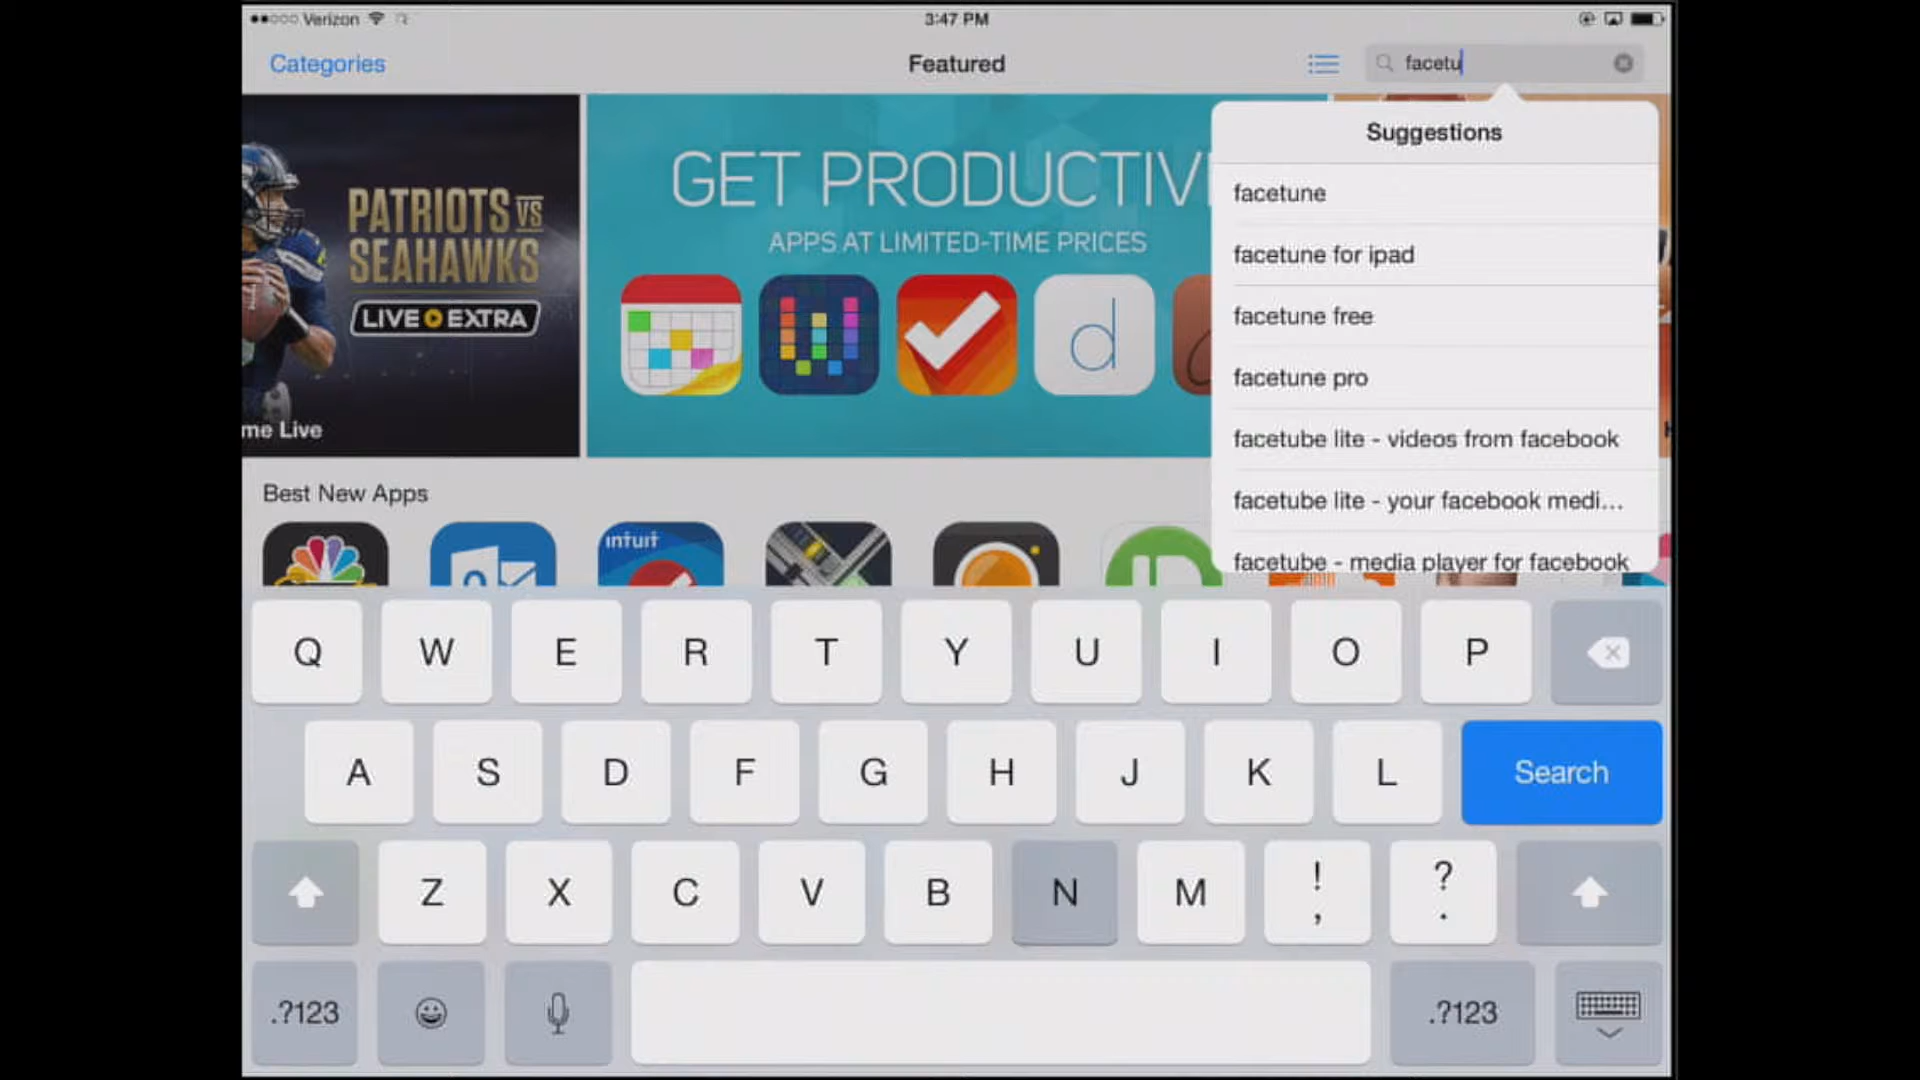 Verizon
3:47 PM
Categories
Featured
facetu
PATRIOTS VS
SEAHAWKS
LIVE EXTRA
me Live
GET PRODUCTIV
APPS AT LIMITED-TIME PRICES
d
Suggestions
facetune
facetune for ipad
facetune free
facetune pro
facetube lite - videos from facebook
facetube lite - your facebook medi...
facetube - media player for facebook
Best New Apps
intuit
Q W E R T Y U I O P
A S D F G H J K L Search
Z X C V B N M ! , ? .
.?123 .?123